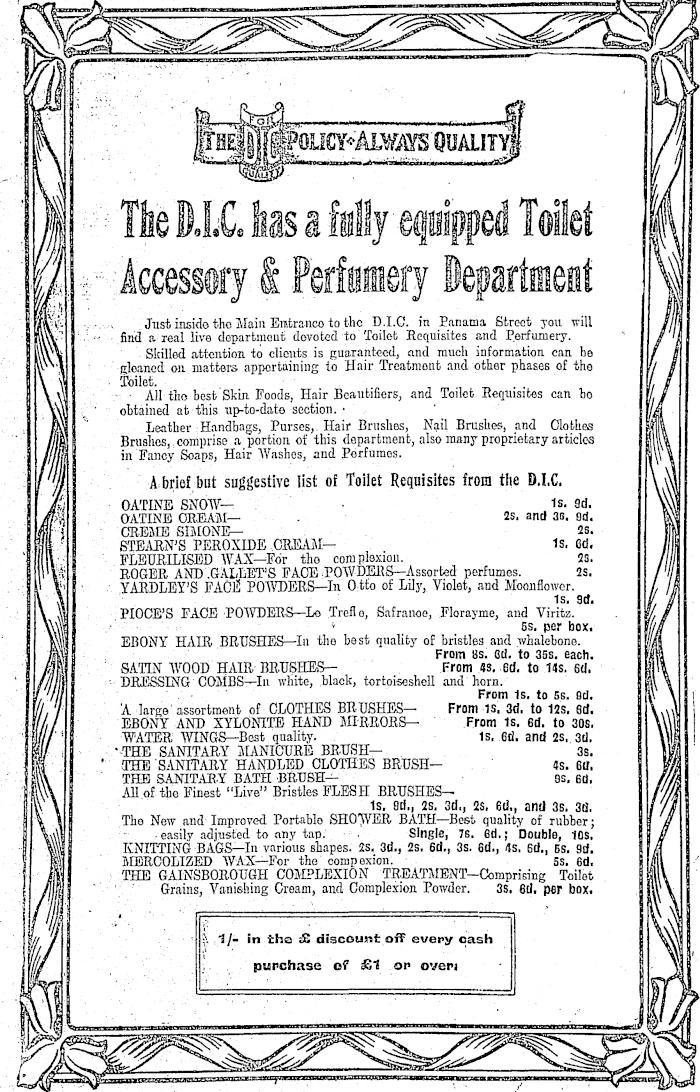 THE DIC POLICY·ALWAYS QUALITY
FOR
QUALITY
The D.I.C. has a fully equipped Toilet
Accessory & Perfumery Department
Just inside the Main Entrance to the D.I.C. in Panama Street you will
find a real live department devoted to Toilet Requisites and Perfumery.
Skilled attention to clients is guaranteed, and much information can be
gleaned on matters appertaining to Hair Treatment and other phases of the
Toilet.
All the best Skin Foods, Hair Beautifiers, and Toilet Requisites can be
obtained at this up-to-date section.
Leather Handbags, Purses, Hair Brushes, Nail Brushes, and Clothes
Brushes, comprise a portion of this department, also many proprietary articles
in Fancy Soaps, Hair Washes, and Perfumes.
A brief but suggestive list of Toilet Requisites from the D.I.C.
OATINE SNOW— 1s. 9d.
OATINE CREAM— 2s. and 3s. 9d.
CREME SIMONE— 2s.
STEARN'S PEROXIDE CREAM— 1s. 6d.
FLEURILISED WAX—For the complexion. 2s.
ROGER AND GALLET'S FACE POWDERS—Assorted perfumes. 2s.
YARDLEY'S FACE POWDERS—In Otto of Lily, Violet, and Moonflower.
1s. 9d.
PIOCE'S FACE POWDERS—Le Trefle, Safranoe, Florayme, and Viritz.
5s. per box.
EBONY HAIR BRUSHES—In the best quality of bristles and whalebone.
From 8s. 6d. to 35s. each.
SATIN WOOD HAIR BRUSHES— From 4s. 6d. to 14s. 6d.
DRESSING COMBS—In white, black, tortoiseshell and horn.
From 1s. to 5s. 9d.
A large assortment of CLOTHES BRUSHES— From 1s, 3d. to 12s. 6d.
EBONY AND XYLONITE HAND MIRRORS— From 1s. 6d. to 30s.
WATER WINGS—Best quality. 1s. 6d. and 2s. 3d.
THE SANITARY MANICURE BRUSH— 3s.
THE SANITARY HANDLED CLOTHES BRUSH— 4s. 6d.
THE SANITARY BATH BRUSH— 9s. 6d.
All of the Finest "Live" Bristles FLESH BRUSHES—
1s. 9d., 2s. 3d., 2s. 6d., and 3s. 3d.
The New and Improved Portable SHOWER BATH—Best quality of rubber;
easily adjusted to any tap. Single, 7s. 6d.; Double, 10s.
KNITTING BAGS—In various shapes. 2s. 3d., 2s. 6d., 3s. 6d., 4s. 6d., 5s. 9d.
MERCOLIZED WAX—For the compexion. 5s. 6d.
THE GAINSBOROUGH COMPLEXION TREATMENT—Comprising Toilet
Grains, Vanishing Cream, and Complexion Powder. 3s. 6d. per box.
1/- in the £ discount off every cash
purchase of £1 or over.